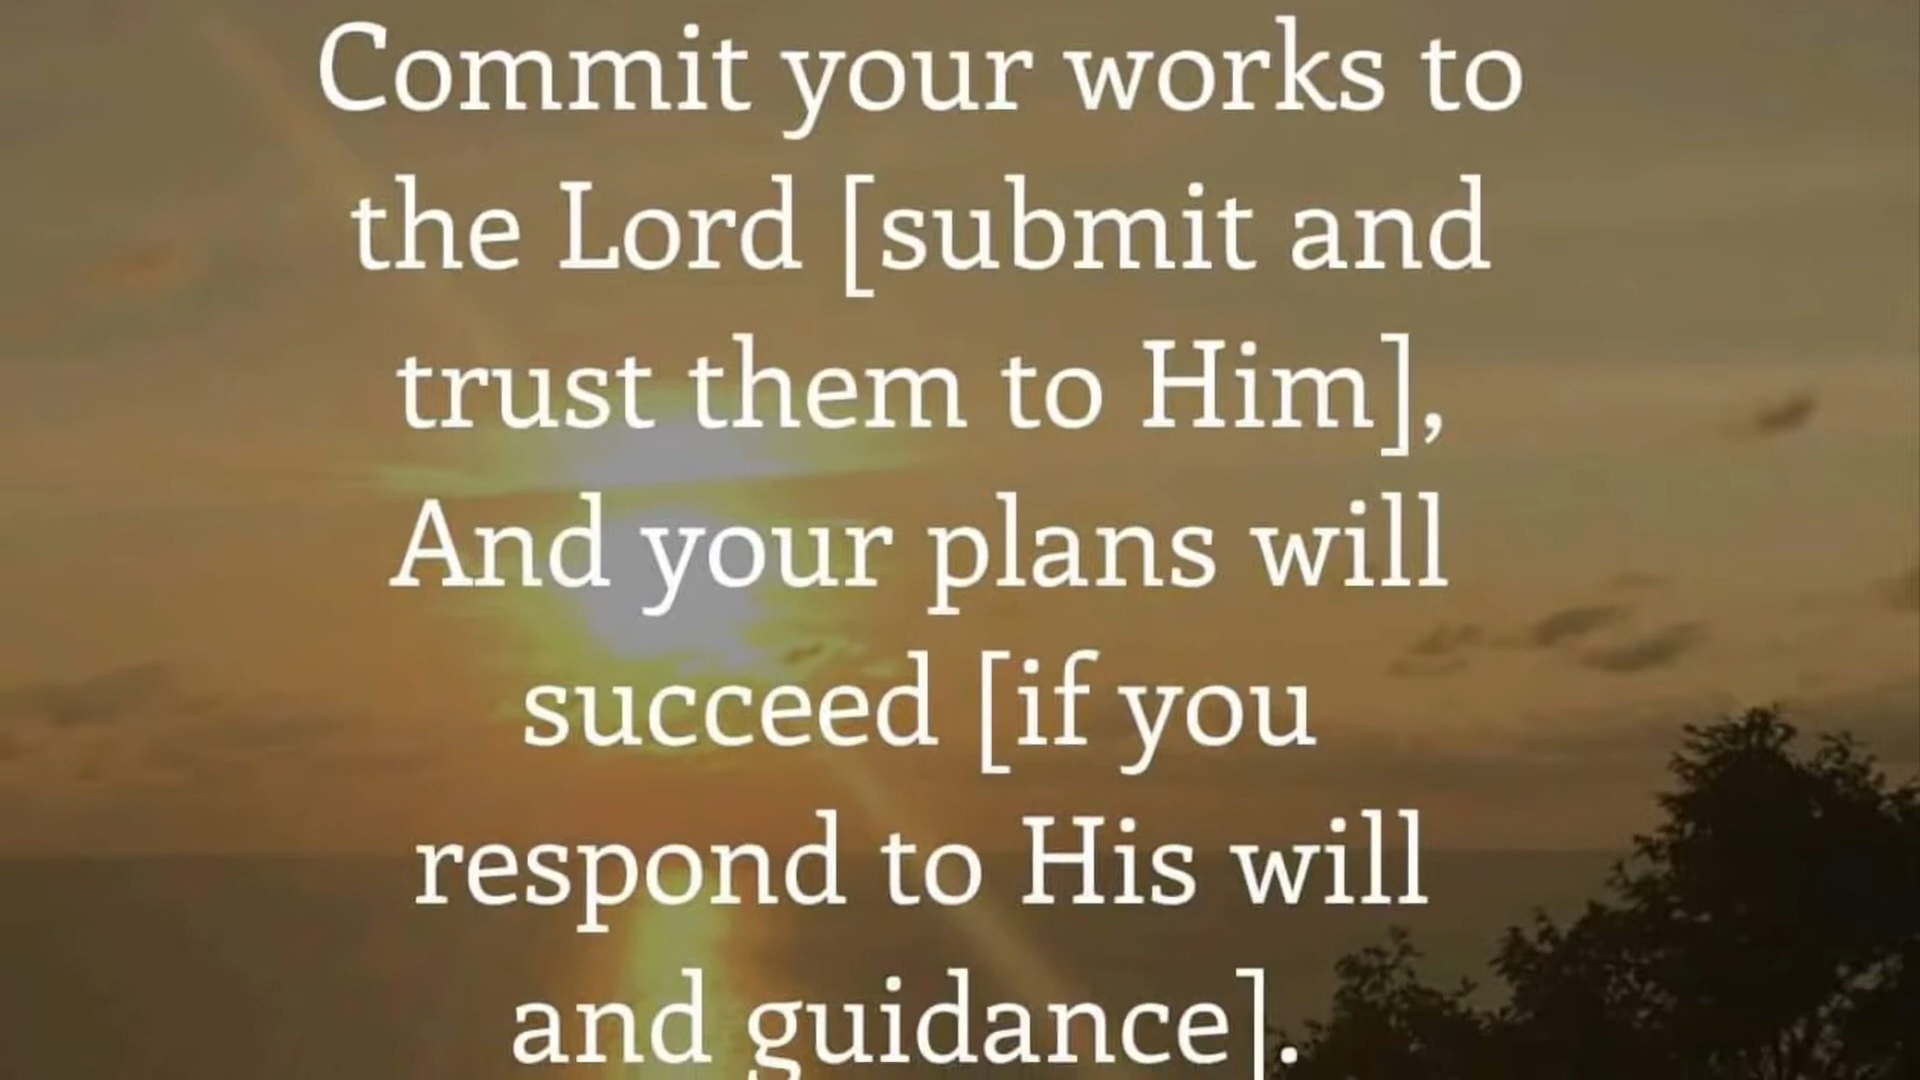 Commit your works to
the Lord [submit and
trust them to Him],
And your plans will
succeed [if you
respond to His will
and guidance].